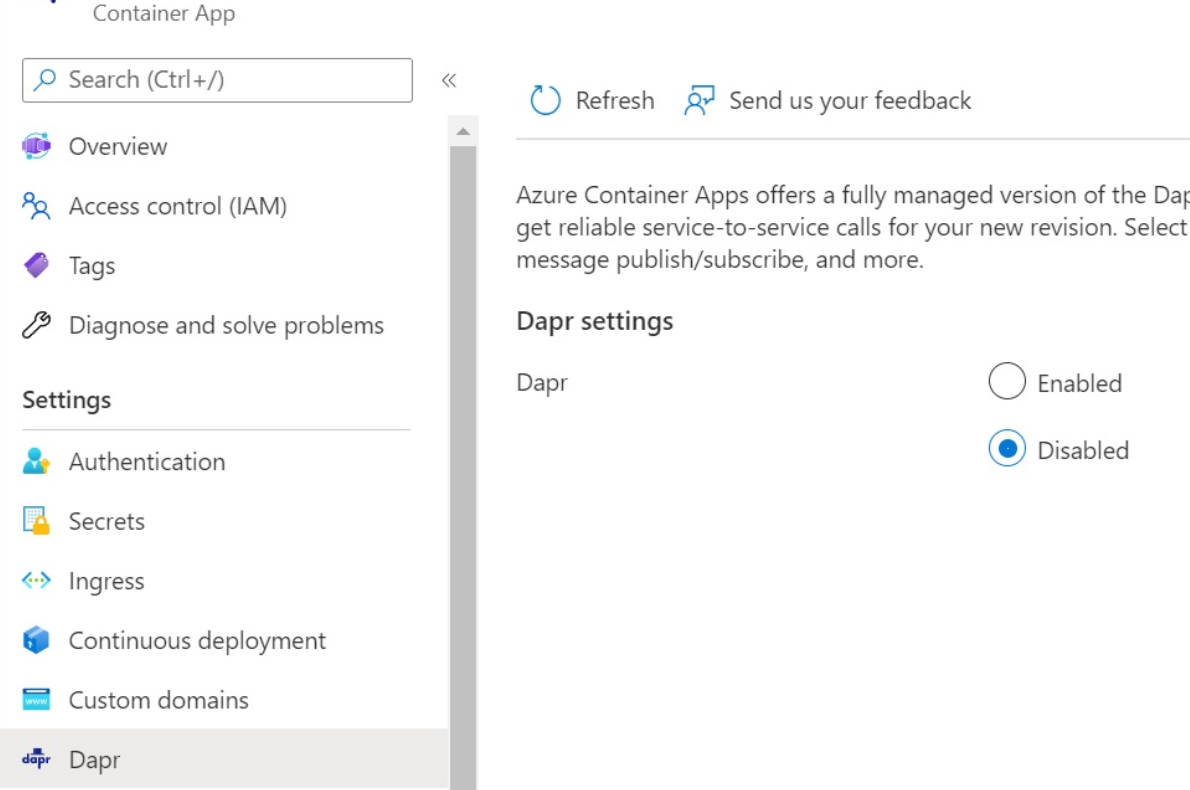 Container App
Search (Ctrl+/)
«
Refresh
Send us your feedback
Overview
Access control (IAM)
Tags
Diagnose and solve problems
Settings
Authentication
Secrets
Ingress
Continuous deployment
www
Custom domains
dapr
Dapr
Azure Container Apps offers a fully managed version of the
get reliable service-to-service calls for your new revision. Select
message publish/subscribe, and more.
Dapr settings
Dapr
Enabled
Disabled